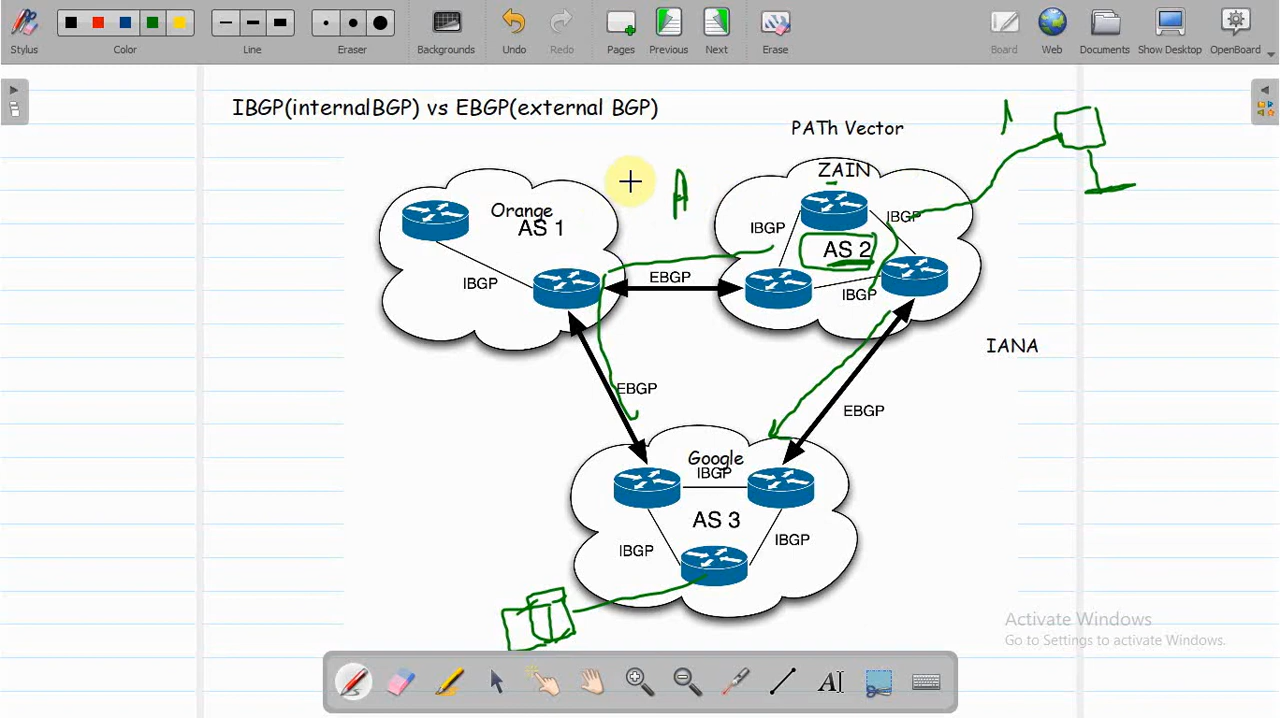 Stylus
Color
Line
Eraser
Backgrounds
Undo
Redo
Pages
Previous
Next
Erase
Board
Web
Documents
Show Desktop
OpenBoard
IBGP(internalBGP) vs EBGP(external BGP)
PATh Vector
ZAIN
Orange
AS 1
A
IBGP
IBGP
AS 2
IBGP
EBGP
IBGP
IANA
EBGP
EBGP
Google
IBGP
AS 3
IBGP
IBGP
Activate Windows
Go to Settings to activate Windows.
AI